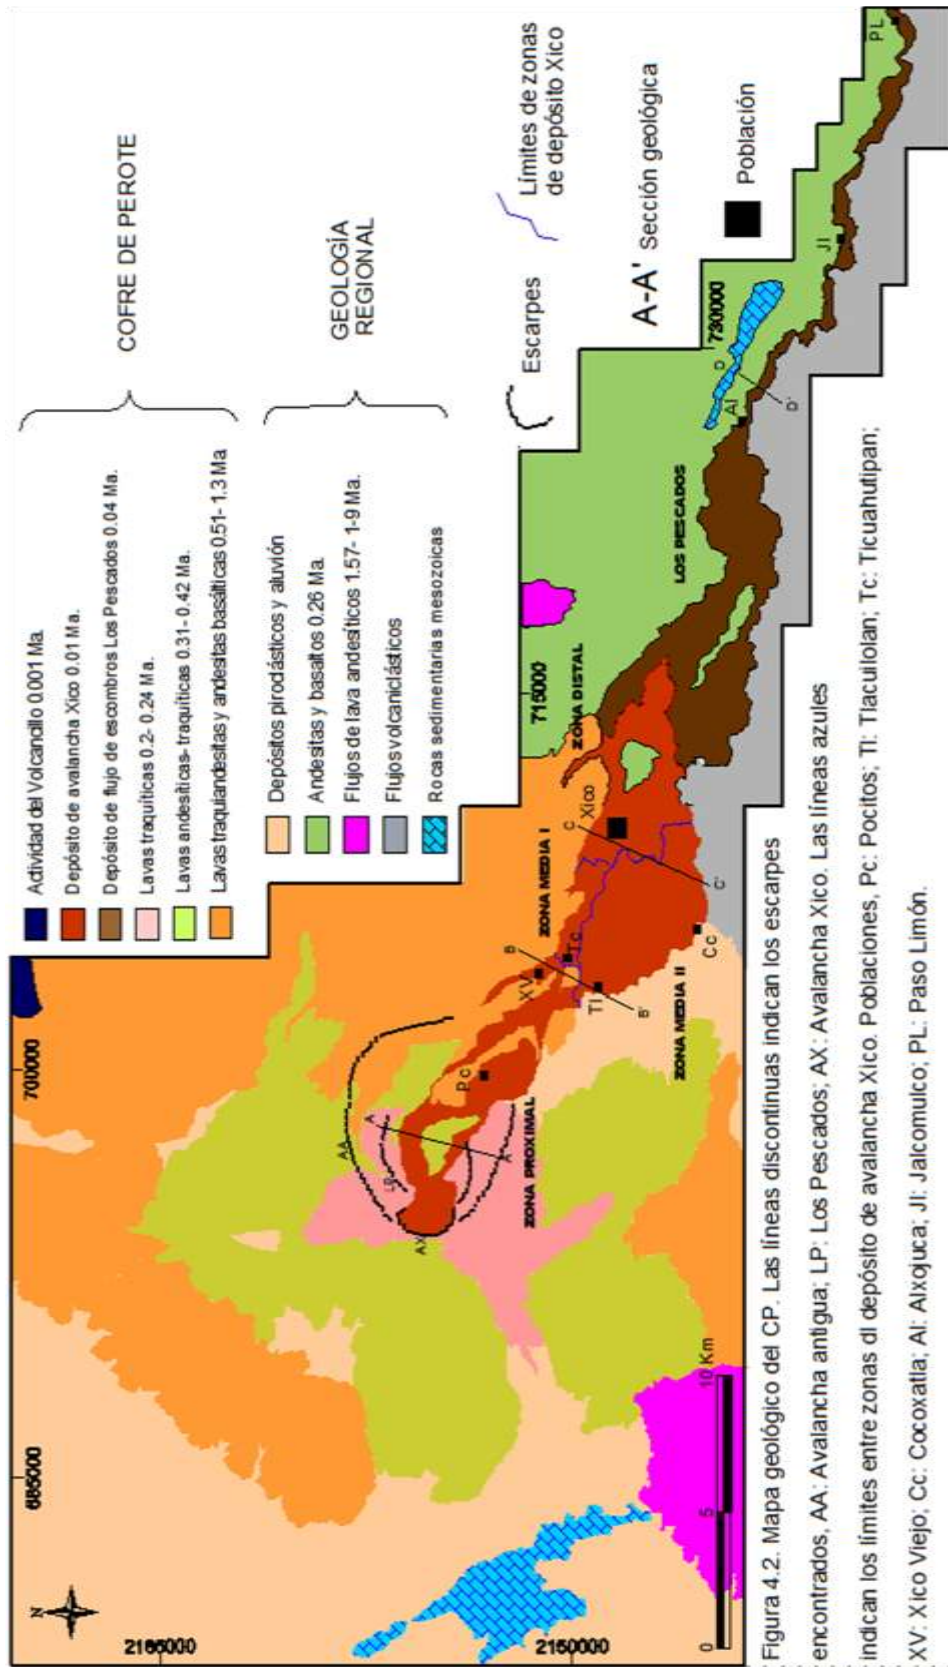 Actividad del Volcancillo 0.001 Ma.
Depósito de avalancha Xico 0.01 Ma.
Depósito de flujo de escombros Los Pescados 0.04 Ma.
Lavas traquíticas 0.2- 0.24 Ma.
Lavas andesíticas- traquíticas 0.31- 0.42 Ma.
Lavas traquiandesitas y andesitas basálticas 0.51- 1.3 Ma
COFRE DE PEROTE
Depósitos piroclásticos y aluvión
Andesitas y basaltos 0.26 Ma.
Flujos de lava andesíticos 1.57- 1-9 Ma.
Flujos volcaniclásticos
Rocas sedimentarias mesozoicas
GEOLOGÍA
REGIONAL
Escarpes
Límites de zonas
de depósito Xico
A-A' Sección geológica
Población
N
685000
700000
715000
730000
2165000
2150000
AA
LP
AX
A
A'
Pc
ZONA PROXIMAL
B
B'
XV
Tc
Tl
ZONA MEDIA I
ZONA MEDIA II
Cc
C
C'
Xico
ZONA DISTAL
LOS PESCADOS
Al
D
D'
Jl
PL
0
5
10 Km
Figura 4.2. Mapa geológico del CP. Las líneas discontinuas indican los escarpes
encontrados, AA: Avalancha antigua; LP: Los Pescados; AX: Avalancha Xico. Las líneas azules
indican los límites entre zonas dl depósito de avalancha Xico. Poblaciones, Pc: Pocitos; Tl: Tlaculiolan; Tc: Ticuahutipan;
XV: Xico Viejo; Cc: Cocoxatla; Al: Alxojuca; Jl: Jalcomulco; PL: Paso Limón.